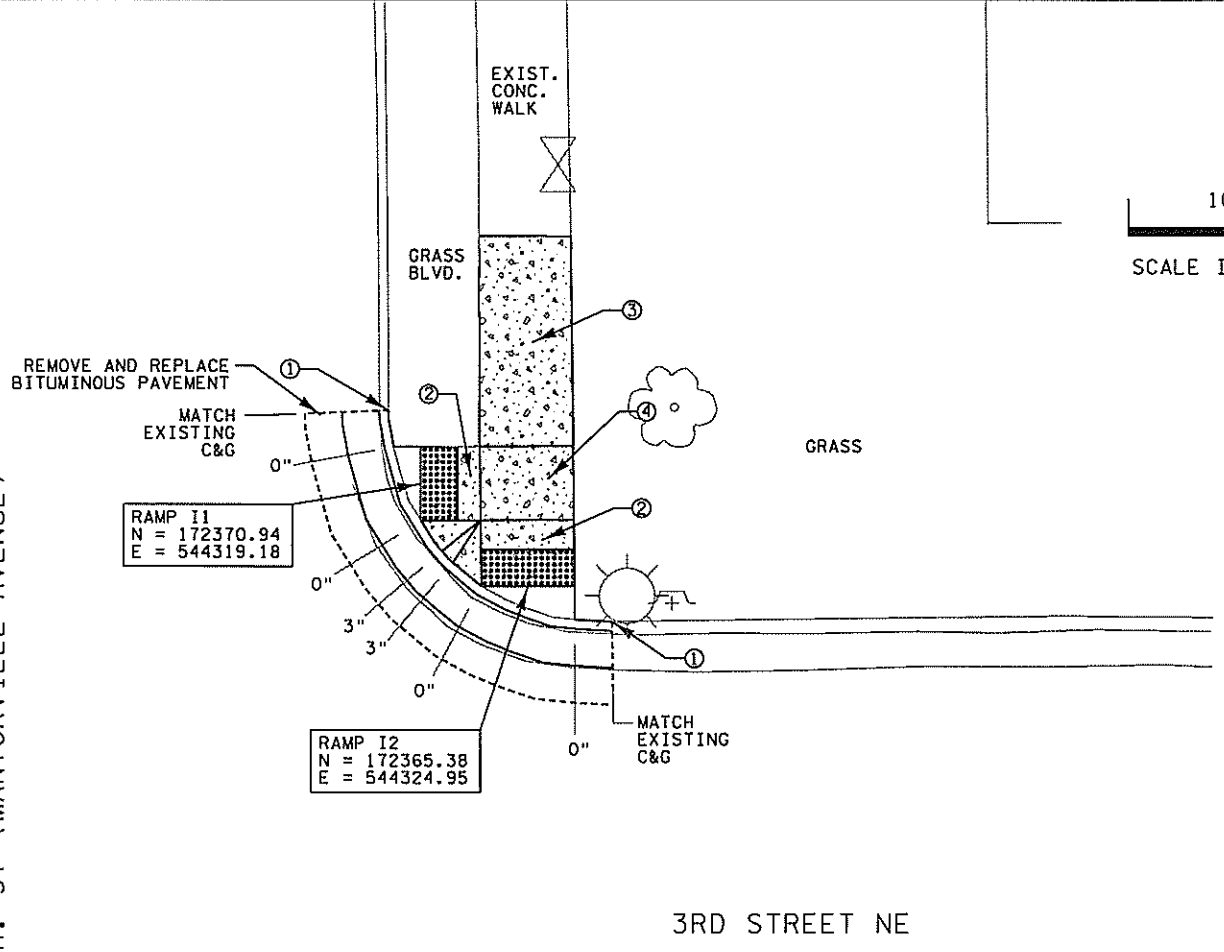 EXIST.
CONC.
WALK
10
SCALE I
GRASS
BLVD.
③
REMOVE AND REPLACE
BITUMINOUS PAVEMENT
①
②
④
MATCH
EXISTING
C&G
GRASS
0"
RAMP I1
N = 172370.94
E = 544319.18
②
0"
3"
3"
0"
①
RAMP I2
N = 172365.38
E = 544324.95
0"
MATCH
EXISTING
C&G
3RD STREET NE